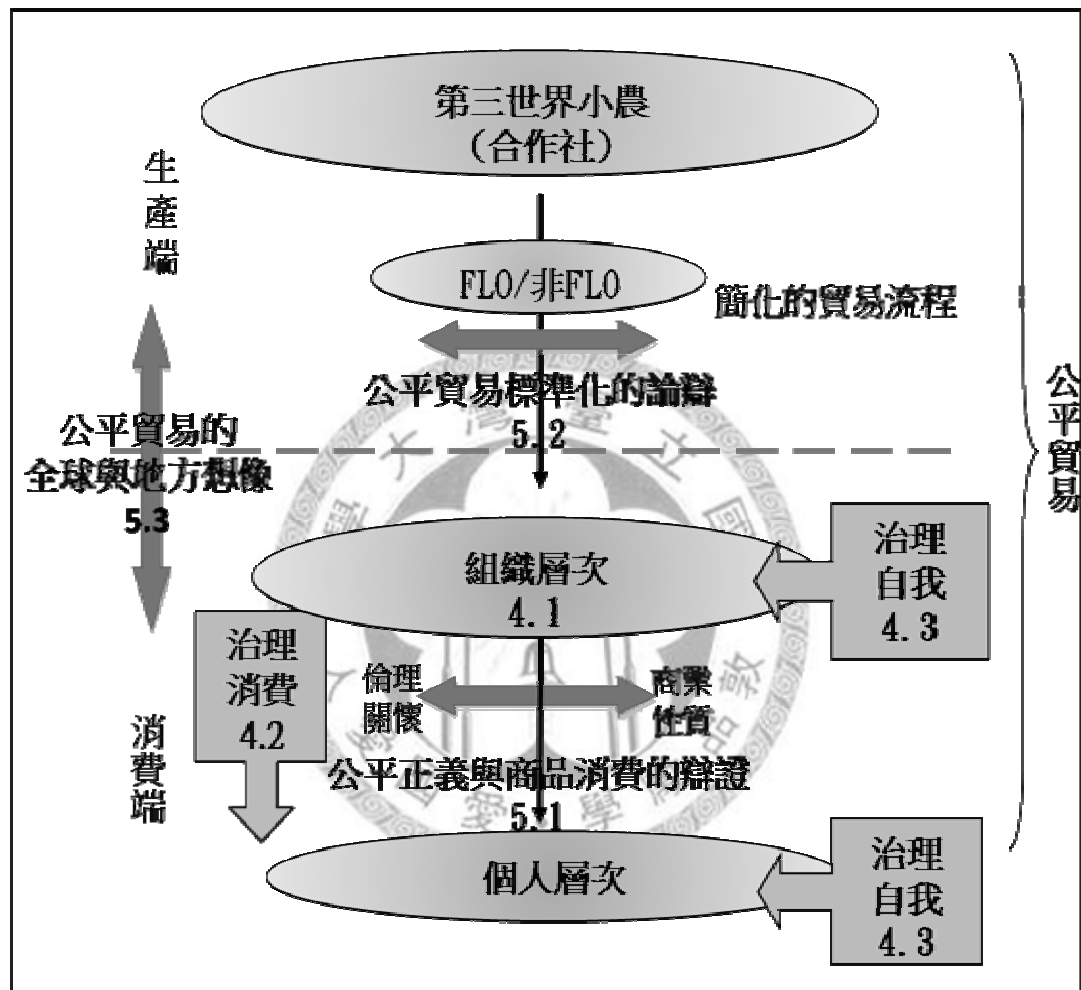 第三世界小農
(合作社)
生
產
端
FLO/非FLO
簡化的貿易流程
公平貿易標準化的論辯
5.2
公平貿易的
全球與地方想像
5.3
公
平
貿
易
組織層次
4.1
治理
自我
4.3
治理
消費
4.2
倫理
關懷
商業
性質
消
費
端
公平正義與商品消費的辯證
5.1
個人層次
治理
自我
4.3